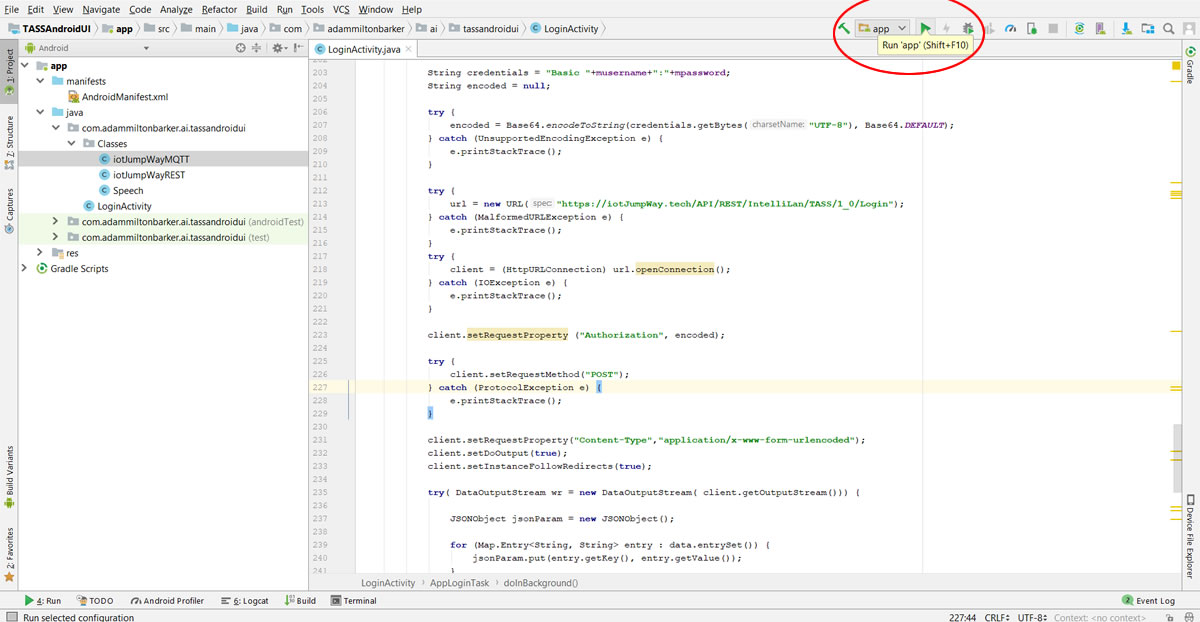 File Edit View Navigate Code Analyze Refactor Build Run Tools VCS Window Help
TASSAndroidUI app src main java com adammiltonbarker ai tassandroidui LoginActivity app
Run 'app' (Shift+F10)
Android
LoginActivity.java
1: Project
Z: Structure
Captures
Build Variants
2: Favorites
app
manifests
AndroidManifest.xml
java
com.adammiltonbarker.ai.tassandroidui
Classes
iotJumpWayMQTT
iotJumpWayREST
Speech
LoginActivity
com.adammiltonbarker.ai.tassandroidui (androidTest)
com.adammiltonbarker.ai.tassandroidui (test)
res
Gradle Scripts
203 String credentials = "Basic "+musername+":"+mpassword;
204 String encoded = null;
205
206 try {
207 encoded = Base64.encodeToString(credentials.getBytes( charsetName: "UTF-8"), Base64.DEFAULT);
208 } catch (UnsupportedEncodingException e) {
209 e.printStackTrace();
210 }
211
212 try {
213 url = new URL( spec: "https://iotJumpWay.tech/API/REST/IntelliLan/TASS/1_0/Login");
214 } catch (MalformedURLException e) {
215 e.printStackTrace();
216 }
217 try {
218 client = (HttpURLConnection) url.openConnection();
219 } catch (IOException e) {
220 e.printStackTrace();
221 }
222
223 client.setRequestProperty ("Authorization", encoded);
224
225 try {
226 client.setRequestMethod("POST");
227 } catch (ProtocolException e) {
228 e.printStackTrace();
229 }
230
231 client.setRequestProperty("Content-Type","application/x-www-form-urlencoded");
232 client.setDoOutput(true);
233 client.setInstanceFollowRedirects(true);
234
235 try( DataOutputStream wr = new DataOutputStream( client.getOutputStream())) {
236
237 JSONObject jsonParam = new JSONObject();
238
239 for (Map.Entry<String, String> entry : data.entrySet()) {
240 jsonParam.put(entry.getKey(), entry.getValue());
241 }
LoginActivity AppLoginTask doInBackground()
Gradle
Device File Explorer
4: Run TODO Android Profiler 6: Logcat Build Terminal 2 Event Log
Run selected configuration 227:44 CRLF UTF-8 Context: <no context>